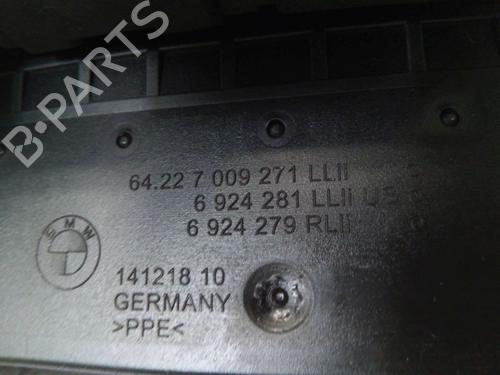 B-PARTS
64.22 7 009 271 LLII
6 924 281 LLII US
6 924 279 RLII
BMW
141218 10
GERMANY
>PPE<